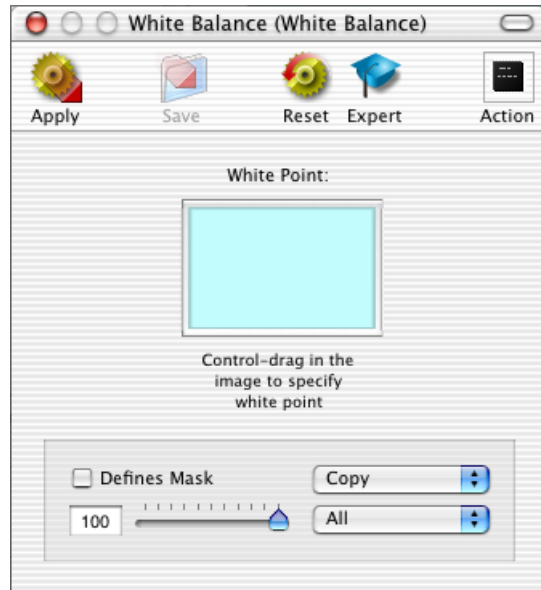 White Balance (White Balance)
Apply Save Reset Expert Action
White Point:
Control-drag in the
image to specify
white point
Defines Mask Copy
100 All